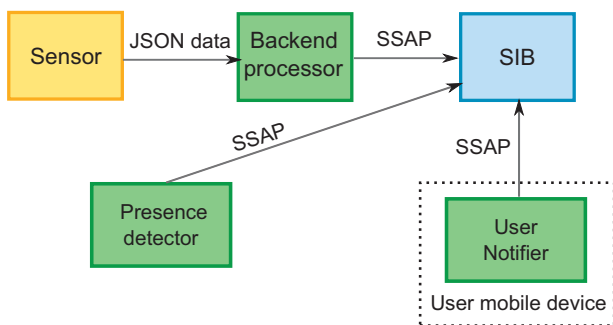 Sensor
JSON data
Backend
processor
SSAP
SIB
SSAP
SSAP
Presence
detector
User
Notifier
User mobile device